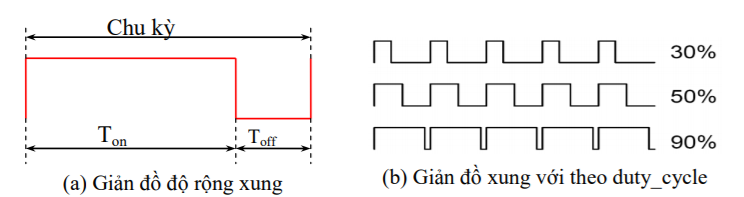 Chu kỳ
T_on
T_off
(a) Giản đồ độ rộng xung
30%
50%
90%
(b) Giản đồ xung với theo duty_cycle